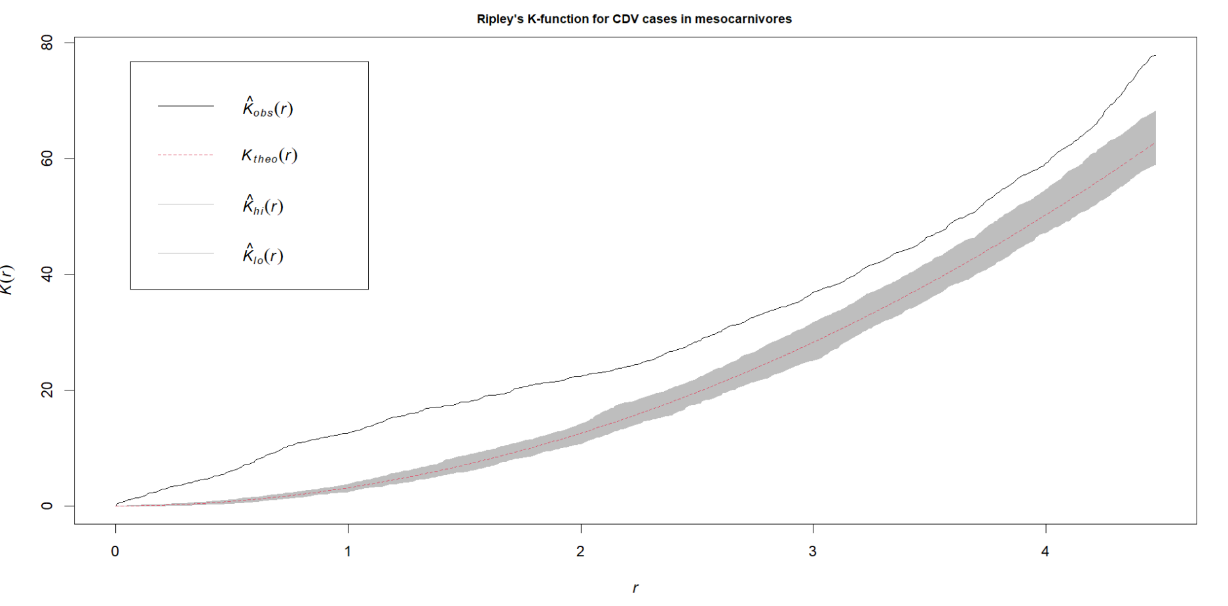 Ripley's K-function for CDV cases in mesocarnivores
K̂obs(r)
Ktheo(r)
K̂hi(r)
K̂lo(r)
K(r)
80
60
40
20
0
0 1 2 3 4
r